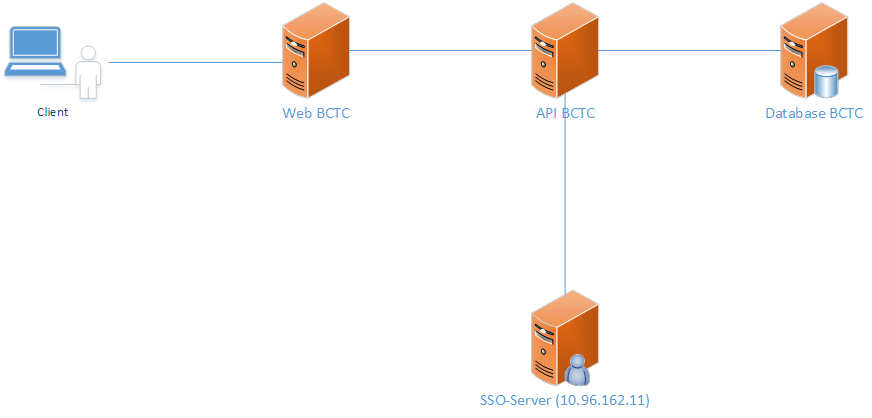 Client
Web BCTC
API BCTC
Database BCTC
SSO-Server (10.96.162.11)